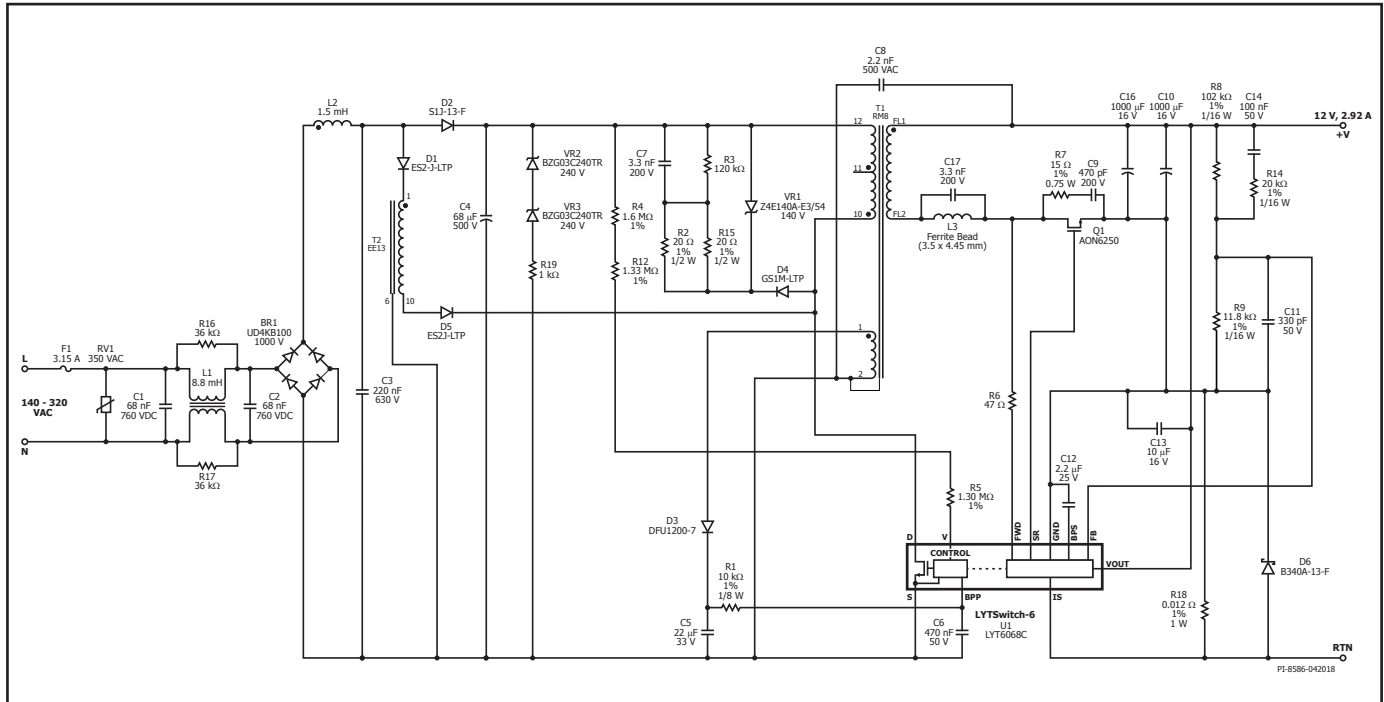 C8
2.2 nF
500 VAC
L2
1.5 mH
D2
S1J-13-F
T1
RM8
FL1
FL2
12
11
10
C16
1000 µF
16 V
C10
1000 µF
16 V
R8
102 kΩ
1%
1/16 W
C14
100 nF
50 V
12 V, 2.92 A
+V
D1
ES2-J-LTP
VR2
BZG03C240TR
240 V
C7
3.3 nF
200 V
R3
120 kΩ
C17
3.3 nF
200 V
R7
15 Ω
1%
0.75 W
C9
470 pF
200 V
R14
20 kΩ
1%
1/16 W
1
T2
EE13
6
10
C4
68 µF
500 V
VR3
BZG03C240TR
240 V
R4
1.6 MΩ
1%
VR1
Z4E140A-E3/54
140 V
L3
Ferrite Bead
(3.5 x 4.45 mm)
Q1
AON6250
R2
20 Ω
1%
1/2 W
R15
20 Ω
1%
1/2 W
R19
1 kΩ
R12
1.33 MΩ
1%
D4
GS1M-LTP
D5
ES2J-LTP
R9
11.8 kΩ
1%
1/16 W
C11
330 pF
50 V
1
2
L
F1
3.15 A
RV1
350 VAC
R16
36 kΩ
BR1
UD4KB100
1000 V
L1
8.8 mH
140 - 320
VAC
C1
68 nF
760 VDC
C2
68 nF
760 VDC
C3
220 nF
630 V
N
R17
36 kΩ
R6
47 Ω
C13
10 µF
16 V
C12
2.2 µF
25 V
R5
1.30 MΩ
1%
D3
DFU1200-7
D
V
FWD
SR
GND
BPS
FB
CONTROL
VOUT
S
BPP
IS
LYTSwitch-6
U1
LYT6068C
R1
10 kΩ
1%
1/8 W
C5
22 µF
33 V
C6
470 nF
50 V
R18
0.012 Ω
1%
1 W
D6
B340A-13-F
RTN
PI-8586-042018